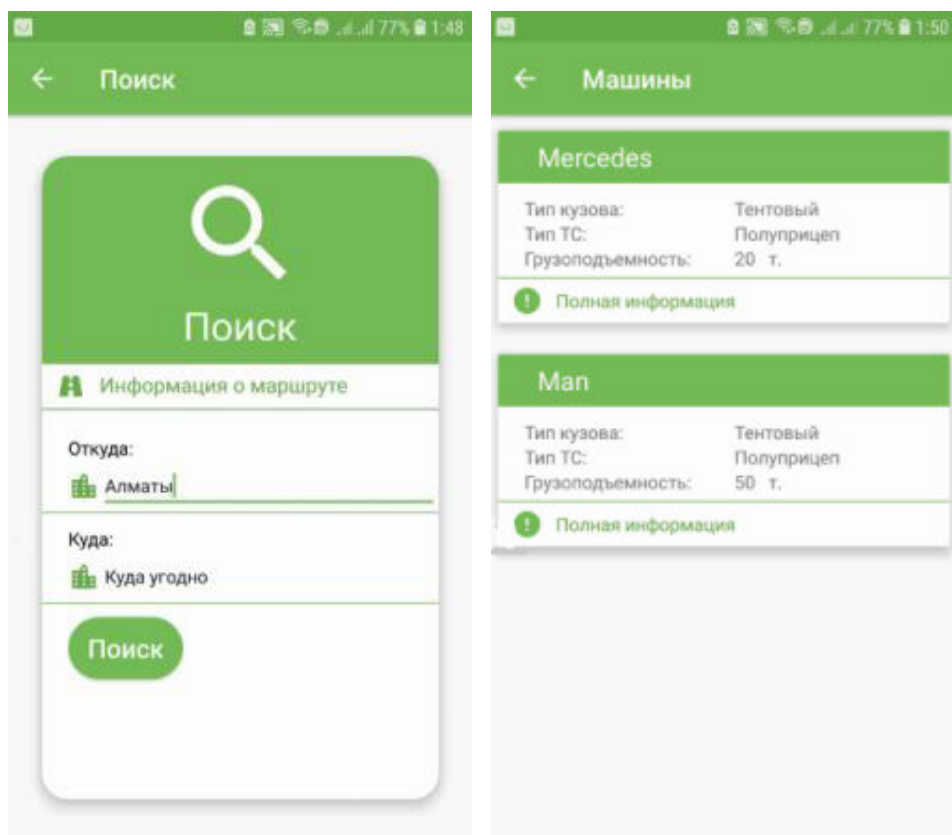 77% 1:48
Поиск
Поиск
Информация о маршруте
Откуда:
Алматы
Куда:
Куда угодно
Поиск
77% 1:50
Машины
Mercedes
Тип кузова: Тентовый
Тип ТС: Полуприцеп
Грузоподъемность: 20 т.
Полная информация
Man
Тип кузова: Тентовый
Тип ТС: Полуприцеп
Грузоподъемность: 50 т.
Полная информация